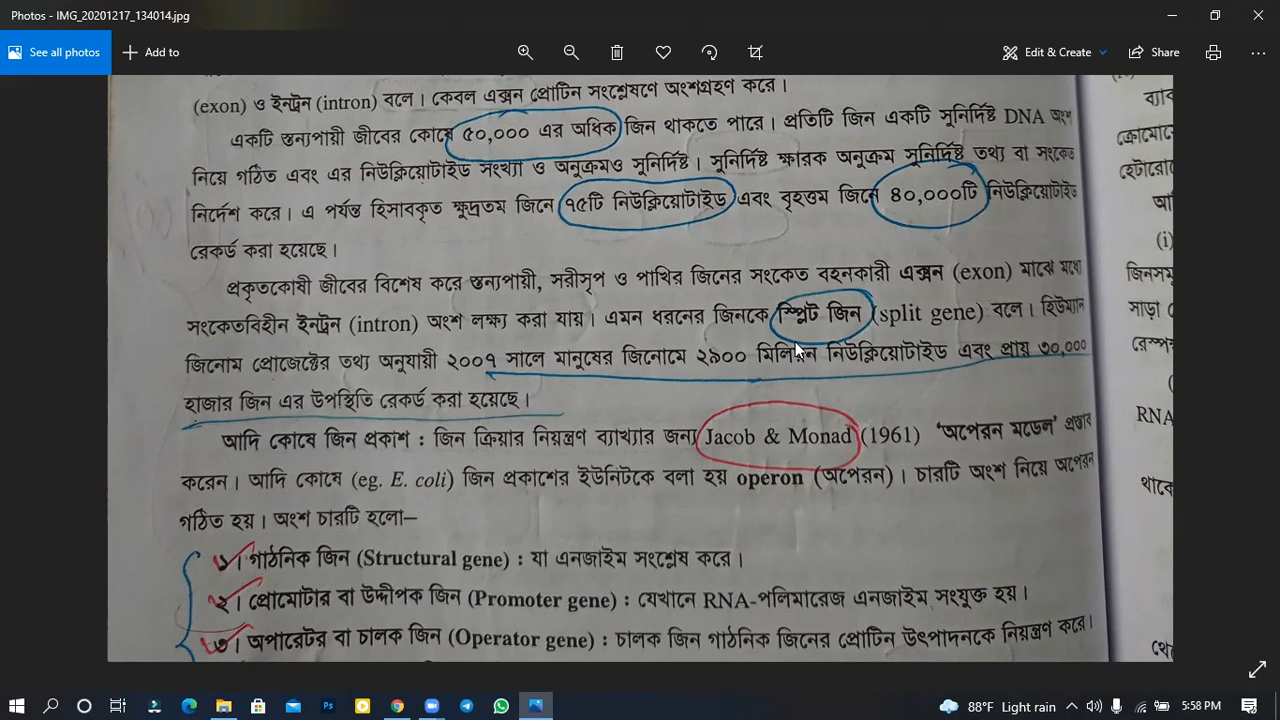 Photos - IMG_20201217_134014.jpg
See all photos
Add to
Edit & Create
Share
(exon) ও ইনট্রন (intron) বলে। কেবল এক্সন প্রোটিন সংশ্লেষণে অংশগ্রহণ করে।
একটি স্তন্যপায়ী জীবের কোষে ৫০,০০০ এর অধিক জিন থাকতে পারে। প্রতিটি জিন একটি সুনির্দিষ্ট DNA অংশ
নিয়ে গঠিত এবং এর নিউক্লিয়োটাইড সংখ্যা ও অনুক্রমও সুনির্দিষ্ট। সুনির্দিষ্ট ক্ষারক অনুক্রম সুনির্দিষ্ট তথ্য বা সংকেত
নির্দেশ করে। এ পর্যন্ত হিসাবকৃত ক্ষুদ্রতম জিনে ৭৫টি নিউক্লিয়োটাইড এবং বৃহত্তম জিনে ৪০,০০০টি নিউক্লিয়োটাইড
রেকর্ড করা হয়েছে।
প্রকৃতকোষী জীবের বিশেষ করে স্তন্যপায়ী, সরীসৃপ ও পাখির জিনের সংকেত বহনকারী এক্সন (exon) মাঝে মধ্যে
সংকেতবিহীন ইনট্রন (intron) অংশ লক্ষ্য করা যায়। এমন ধরনের জিনকে স্প্লিট জিন (split gene) বলে। হিউম্যান
জিনোম প্রোজেক্টের তথ্য অনুযায়ী ২০০৭ সালে মানুষের জিনোমে ২৯০০ মিলিয়ন নিউক্লিয়োটাইড এবং প্রায় ৩০,০০০
হাজার জিন এর উপস্থিতি রেকর্ড করা হয়েছে।
আদি কোষে জিন প্রকাশ : জিন ক্রিয়ার নিয়ন্ত্রণ ব্যাখ্যার জন্য Jacob & Monad (1961) ‘অপেরন মডেল’ প্রস্তাব
করেন। আদি কোষে (eg. E. coli) জিন প্রকাশের ইউনিটকে বলা হয় operon (অপেরন)। চারটি অংশ নিয়ে অপেরন
গঠিত হয়। অংশ চারটি হলো–
১। গাঠনিক জিন (Structural gene) : যা এনজাইম সংশ্লেষ করে।
২। প্রোমোটার বা উদ্দীপক জিন (Promoter gene) : যেখানে RNA-পলিমারেজ এনজাইম সংযুক্ত হয়।
৩। অপারেটর বা চালক জিন (Operator gene) : চালক জিন গাঠনিক জিনের প্রোটিন উৎপাদনকে নিয়ন্ত্রণ করে।
(i)
সাড়া
RNA
থাকে
88°F Light rain
5:58 PM